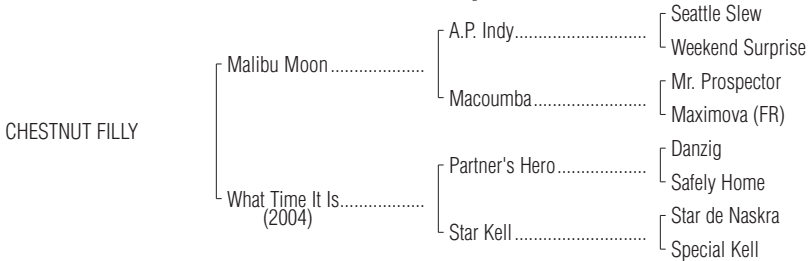 Seattle Slew
A.P. Indy..............................
Weekend Surprise
Malibu Moon.....................
Mr. Prospector
Macoumba...........................
Maximova (FR)
CHESTNUT FILLY
Danzig
Partner's Hero.....................
Safely Home
What Time It Is...................
(2004)
Star de Naskra
Star Kell...............................
Special Kell